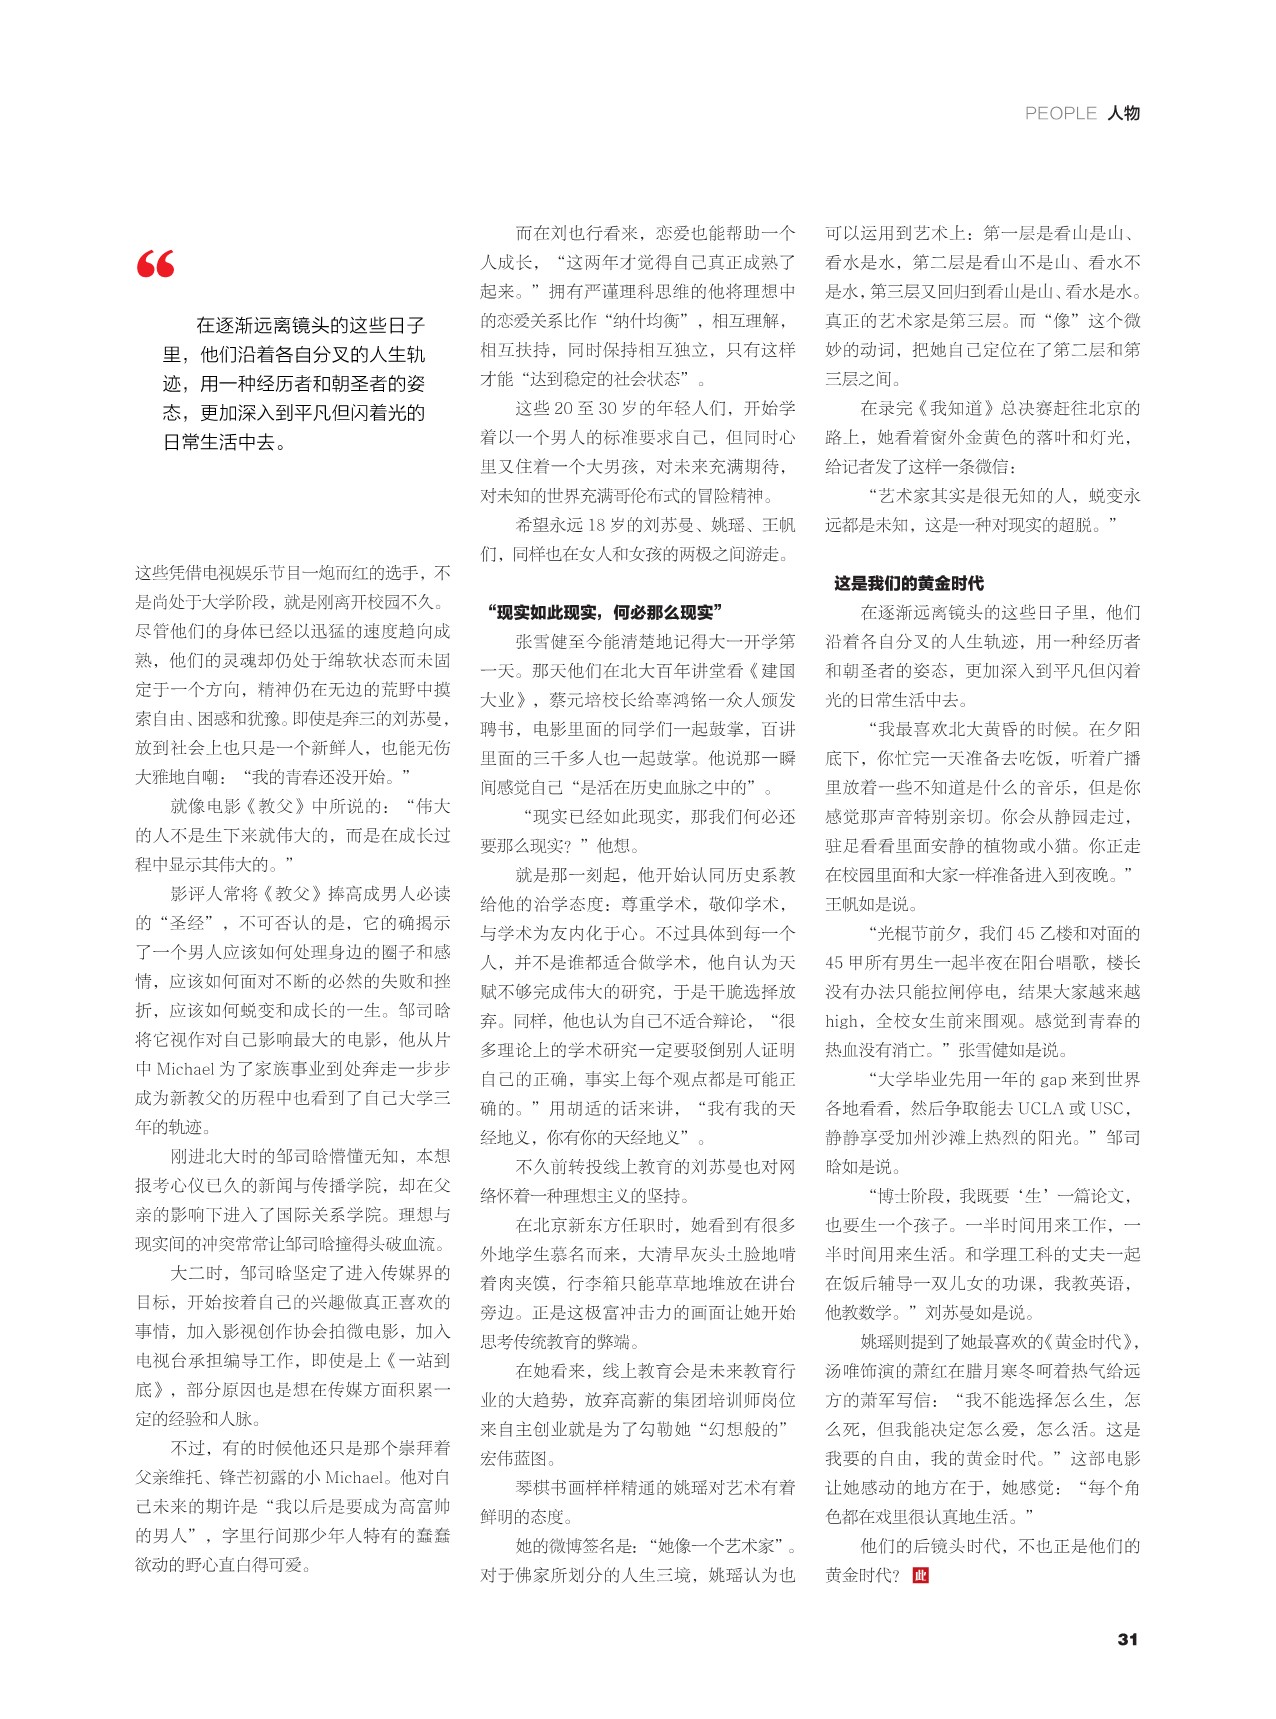 PEOPLE 人物
“
在逐渐远离镜头的这些日子
里，他们沿着各自分叉的人生轨
迹，用一种经历者和朝圣者的姿
态，更加深入到平凡但闪着光的
日常生活中去。
这些凭借电视娱乐节目一炮而红的选手，不
是尚处于大学阶段，就是刚离开校园不久。
尽管他们的身体已经以迅猛的速度趋向成
熟，他们的灵魂却仍处于绵软状态而未固
定于一个方向，精神仍在无边的荒野中摸
索自由、困惑和犹豫。即使是奔三的刘苏曼，
放到社会上也只是一个新鲜人，也能无伤
大雅地自嘲：“我的青春还没开始。”
就像电影《教父》中所说的：“伟大
的人不是生下来就伟大的，而是在成长过
程中显示其伟大的。”
影评人常将《教父》捧高成男人必读
的“圣经”，不可否认的是，它的确揭示
了一个男人应该如何处理身边的圈子和感
情，应该如何面对不断的必然的失败和挫
折，应该如何蜕变和成长的一生。邹司晗
将它视作对自己影响最大的电影，他从片
中 Michael 为了家族事业到处奔走一步步
成为新教父的历程中也看到了自己大学三
年的轨迹。
刚进北大时的邹司晗懵懂无知，本想
报考心仪已久的新闻与传播学院，却在父
亲的影响下进入了国际关系学院。理想与
现实间的冲突常常让邹司晗撞得头破血流。
大二时，邹司晗坚定了进入传媒界的
目标，开始按着自己的兴趣做真正喜欢的
事情，加入影视创作协会拍微电影，加入
电视台承担编导工作，即使是上《一站到
底》，部分原因也是想在传媒方面积累一
定的经验和人脉。
不过，有的时候他还只是那个崇拜着
父亲维托、锋芒初露的小 Michael。他对自
己未来的期许是“我以后是要成为高富帅
的男人”，字里行间那少年人特有的蠢蠢
欲动的野心直白得可爱。
而在刘也行看来，恋爱也能帮助一个
人成长，“这两年才觉得自己真正成熟了
起来。”拥有严谨理科思维的他将理想中
的恋爱关系比作“纳什均衡”，相互理解，
相互扶持，同时保持相互独立，只有这样
才能“达到稳定的社会状态”。
这些 20 至 30 岁的年轻人们，开始学
着以一个男人的标准要求自己，但同时心
里又住着一个大男孩，对未来充满期待，
对未知的世界充满哥伦布式的冒险精神。
希望永远 18 岁的刘苏曼、姚瑶、王帆
们，同样也在女人和女孩的两极之间游走。
“现实如此现实，何必那么现实”
张雪健至今能清楚地记得大一开学第
一天。那天他们在北大百年讲堂看《建国
大业》，蔡元培校长给辜鸿铭一众人颁发
聘书，电影里面的同学们一起鼓掌，百讲
里面的三千多人也一起鼓掌。他说那一瞬
间感觉自己“是活在历史血脉之中的”。
“现实已经如此现实，那我们何必还
要那么现实？”他想。
就是那一刻起，他开始认同历史系教
给他的治学态度：尊重学术，敬仰学术，
与学术为友内化于心。不过具体到每一个
人，并不是谁都适合做学术，他自认为天
赋不够完成伟大的研究，于是干脆选择放
弃。同样，他也认为自己不适合辩论，“很
多理论上的学术研究一定要驳倒别人证明
自己的正确，事实上每个观点都是可能正
确的。”用胡适的话来讲，“我有我的天
经地义，你有你的天经地义”。
不久前转投线上教育的刘苏曼也对网
络怀着一种理想主义的坚持。
在北京新东方任职时，她看到有很多
外地学生慕名而来，大清早灰头土脸地啃
着肉夹馍，行李箱只能草草地堆放在讲台
旁边。正是这极富冲击力的画面让她开始
思考传统教育的弊端。
在她看来，线上教育会是未来教育行
业的大趋势，放弃高薪的集团培训师岗位
来自主创业就是为了勾勒她“幻想般的”
宏伟蓝图。
琴棋书画样样精通的姚瑶对艺术有着
鲜明的态度。
她的微博签名是：“她像一个艺术家”。
对于佛家所划分的人生三境，姚瑶认为也
可以运用到艺术上：第一层是看山是山、
看水是水，第二层是看山不是山、看水不
是水，第三层又回归到看山是山、看水是水。
真正的艺术家是第三层。而“像”这个微
妙的动词，把她自己定位在了第二层和第
三层之间。
在录完《我知道》总决赛赶往北京的
路上，她看着窗外金黄色的落叶和灯光，
给记者发了这样一条微信：
“艺术家其实是很无知的人，蜕变永
远都是未知，这是一种对现实的超脱。”
这是我们的黄金时代
在逐渐远离镜头的这些日子里，他们
沿着各自分叉的人生轨迹，用一种经历者
和朝圣者的姿态，更加深入到平凡但闪着
光的日常生活中去。
“我最喜欢北大黄昏的时候。在夕阳
底下，你忙完一天准备去吃饭，听着广播
里放着一些不知道是什么的音乐，但是你
感觉那声音特别亲切。你会从静园走过，
驻足看看里面安静的植物或小猫。你正走
在校园里面和大家一样准备进入到夜晚。”
王帆如是说。
“光棍节前夕，我们 45 乙楼和对面的
45 甲所有男生一起半夜在阳台唱歌，楼长
没有办法只能拉闸停电，结果大家越来越
high，全校女生前来围观。感觉到青春的
热血没有消亡。”张雪健如是说。
“大学毕业先用一年的 gap 来到世界
各地看看，然后争取能去 UCLA 或 USC，
静静享受加州沙滩上热烈的阳光。”邹司
晗如是说。
“博士阶段，我既要‘生’一篇论文，
也要生一个孩子。一半时间用来工作，一
半时间用来生活。和学理工科的丈夫一起
在饭后辅导一双儿女的功课，我教英语，
他教数学。”刘苏曼如是说。
姚瑶则提到了她最喜欢的《黄金时代》，
汤唯饰演的萧红在腊月寒冬呵着热气给远
方的萧军写信：“我不能选择怎么生，怎
么死，但我能决定怎么爱，怎么活。这是
我要的自由，我的黄金时代。”这部电影
让她感动的地方在于，她感觉：“每个角
色都在戏里很认真地生活。”
他们的后镜头时代，不也正是他们的
黄金时代？ 此
31